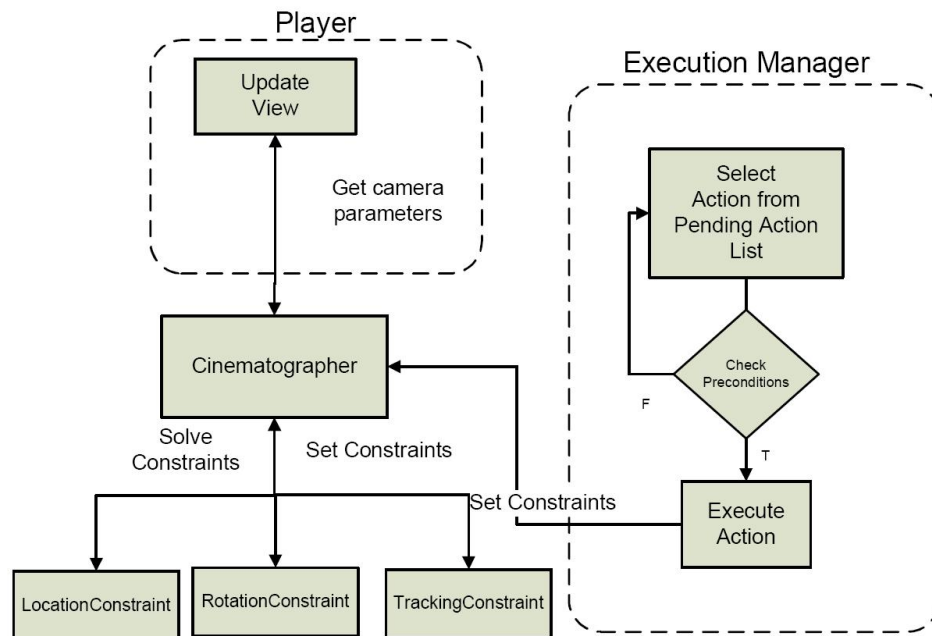 Player
Update
View
Get camera
parameters
Execution Manager
Select
Action from
Pending Action
List
Check
Preconditions
F
T
Execute
Action
Cinematographer
Solve
Constraints
Set Constraints
Set Constraints
LocationConstraint
RotationConstraint
TrackingConstraint